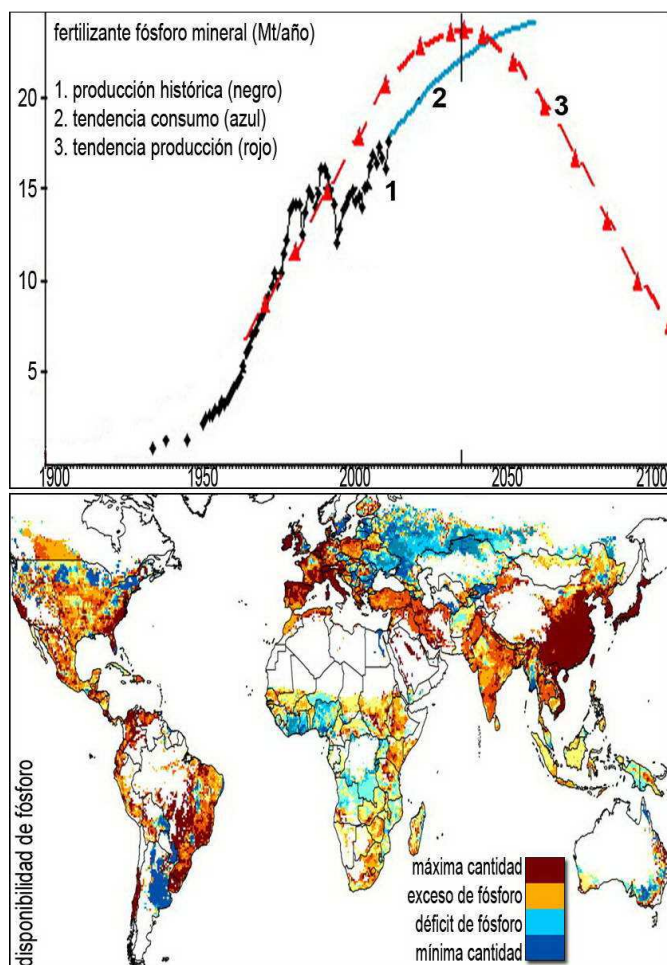 fertilizante fósforo mineral (Mt/año)
1. producción histórica (negro)
2. tendencia consumo (azul)
3. tendencia producción (rojo)
20
15
10
5
1
2
3
1900
1950
2000
2050
2100
disponibilidad de fósforo
máxima cantidad
exceso de fósforo
déficit de fósforo
mínima cantidad